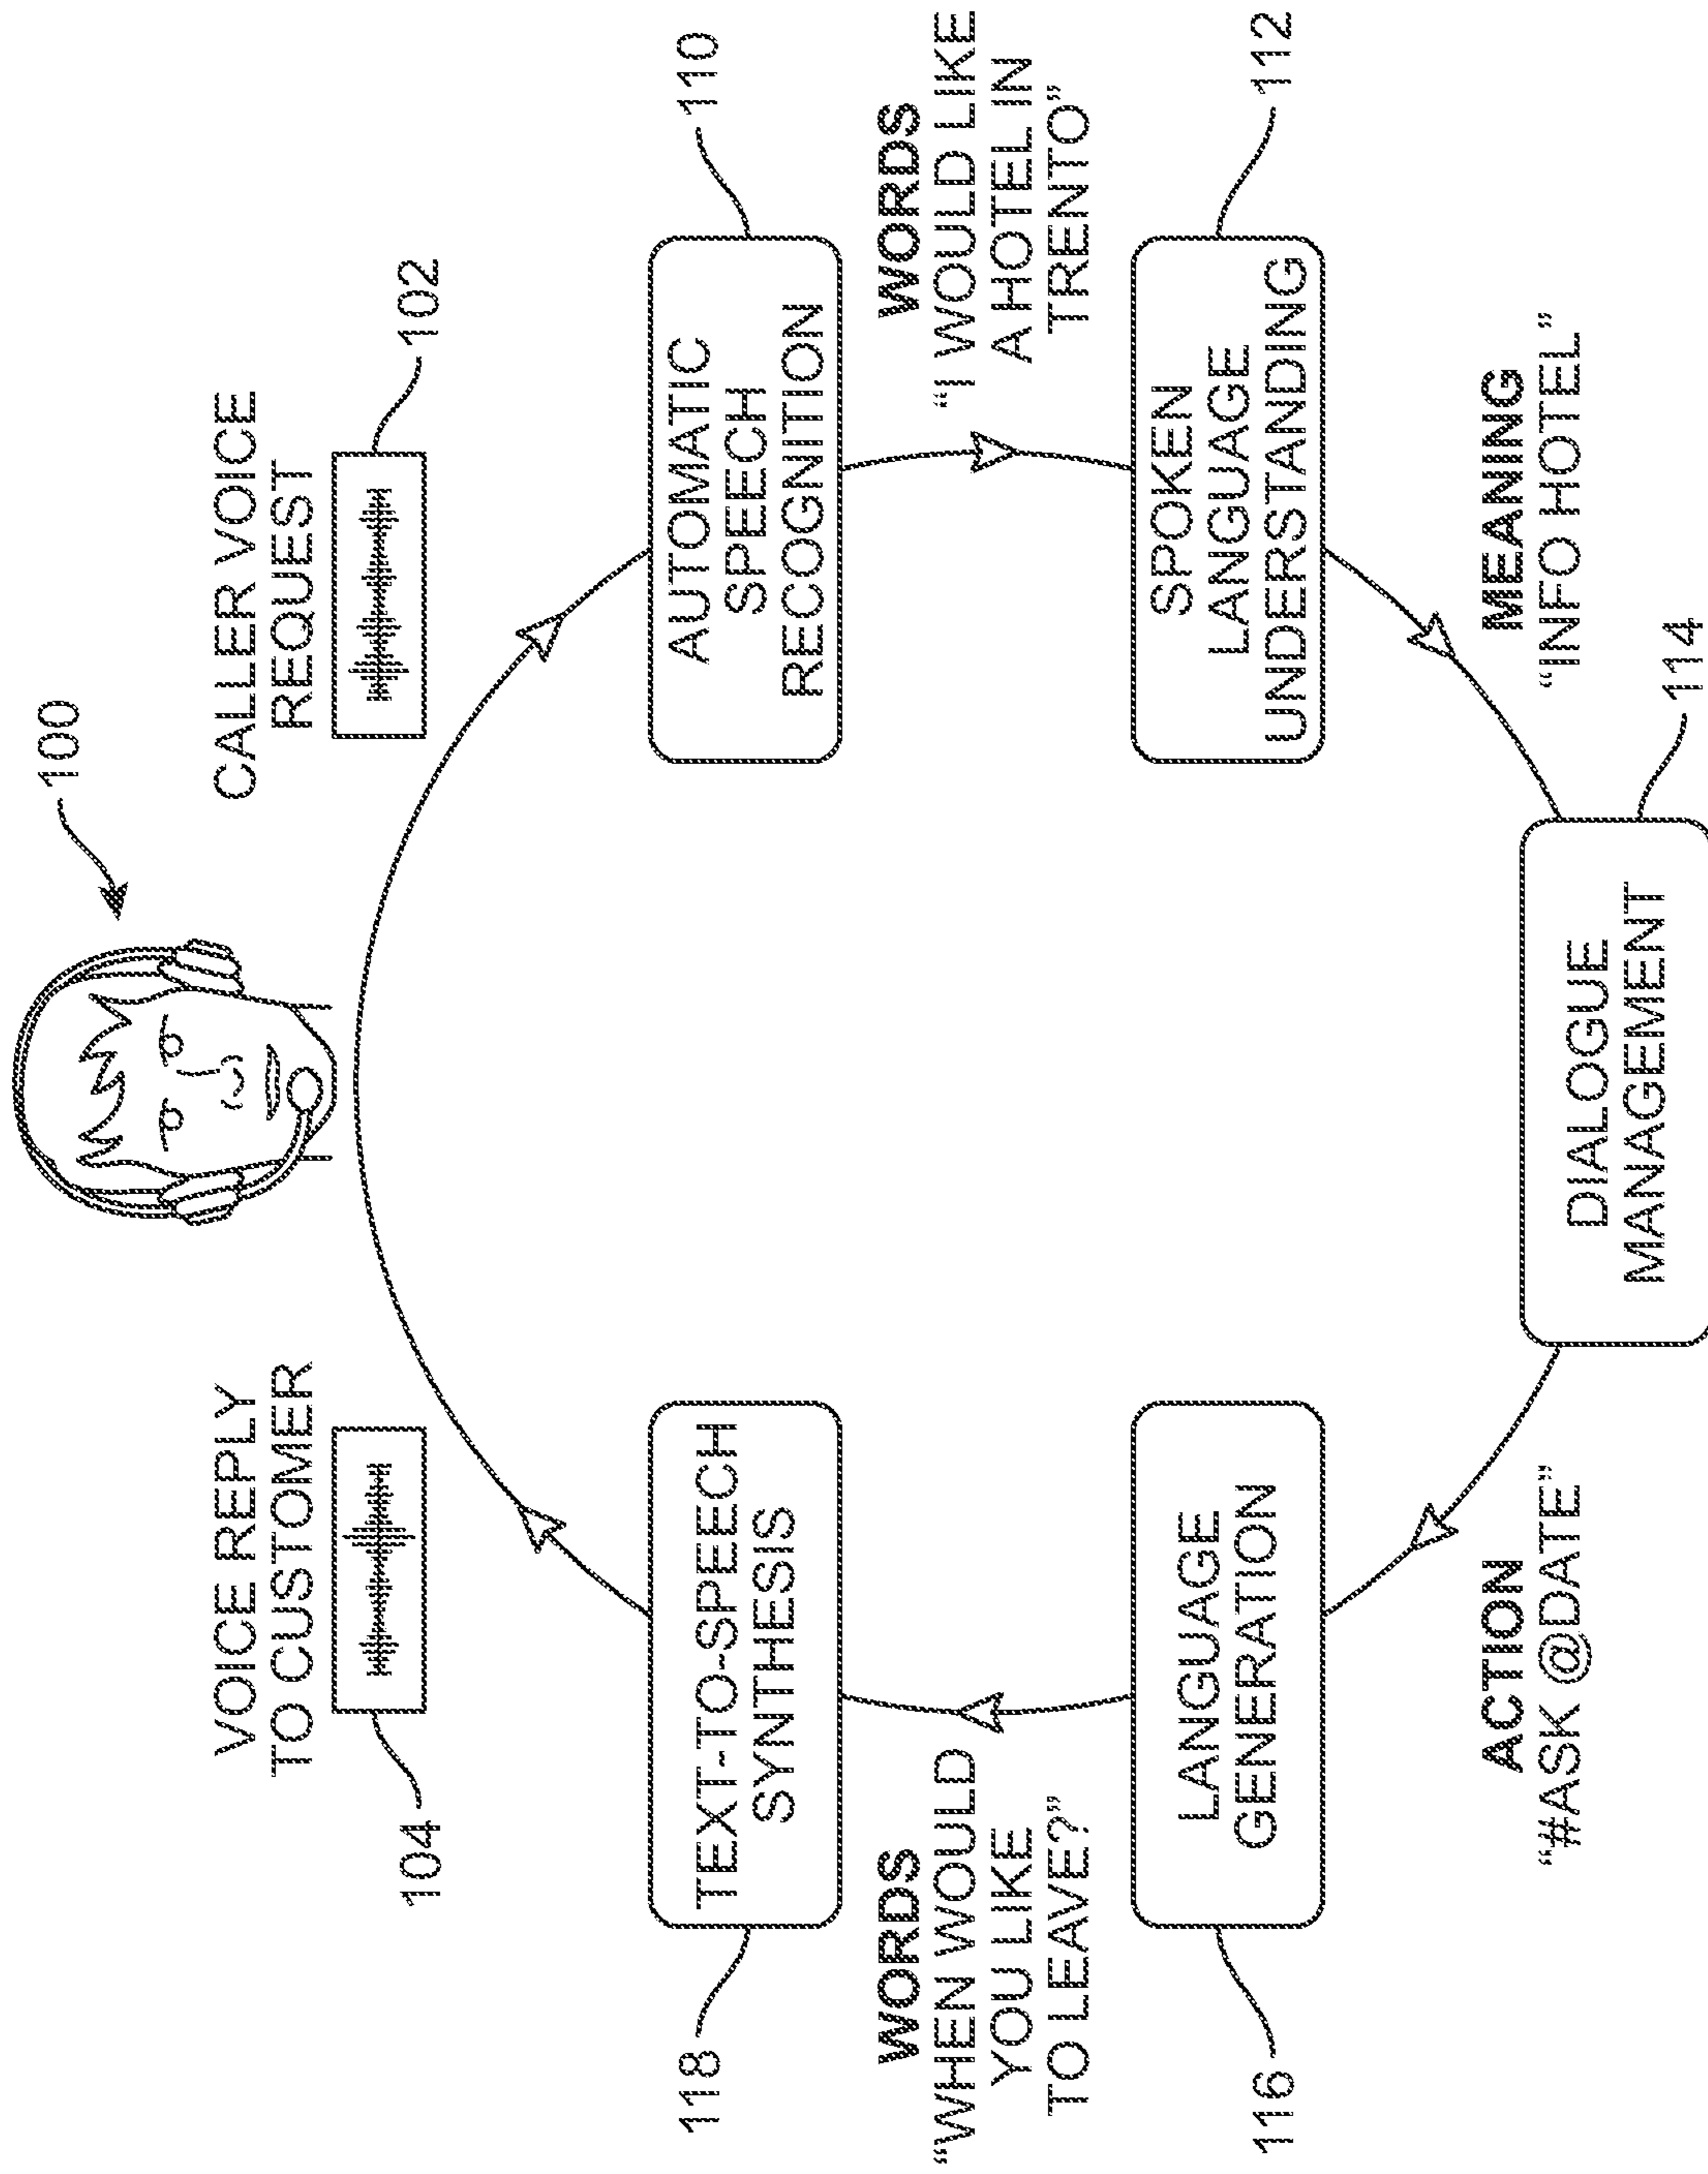 100
VOICE REPLY
TO CUSTOMER
104
CALLER VOICE
REQUEST
102
118
TEXT-TO-SPEECH
SYNTHESIS
AUTOMATIC
SPEECH
RECOGNITION
110
WORDS
“WHEN WOULD
YOU LIKE
TO LEAVE?”
WORDS
“I WOULD LIKE
A HOTEL IN
TRENTO”
116
LANGUAGE
GENERATION
SPOKEN
LANGUAGE
UNDERSTANDING
112
ACTION
“#ASK @DATE”
MEANING
“INFO HOTEL”
DIALOGUE
MANAGEMENT
114